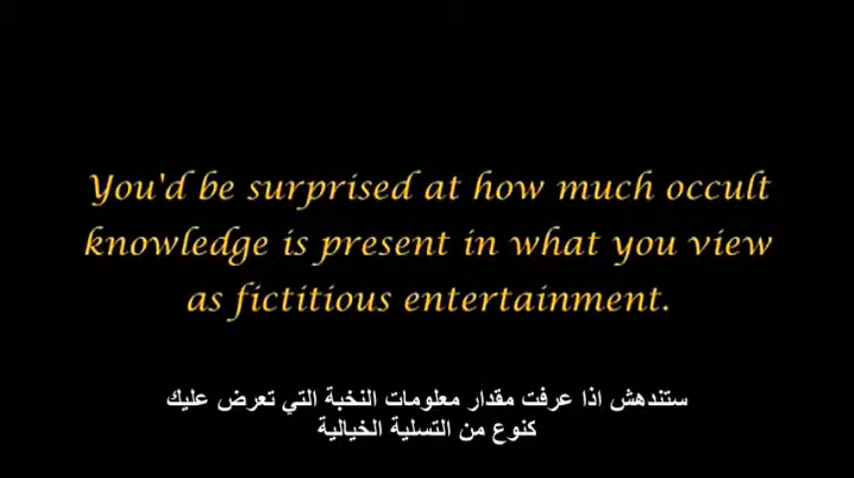 You'd be surprised at how much occult
knowledge is present in what you view
as fictitious entertainment.
ستندهش اذا عرفت مقدار معلومات النخبة التي تعرض عليك
كنوع من التسلية الخيالية